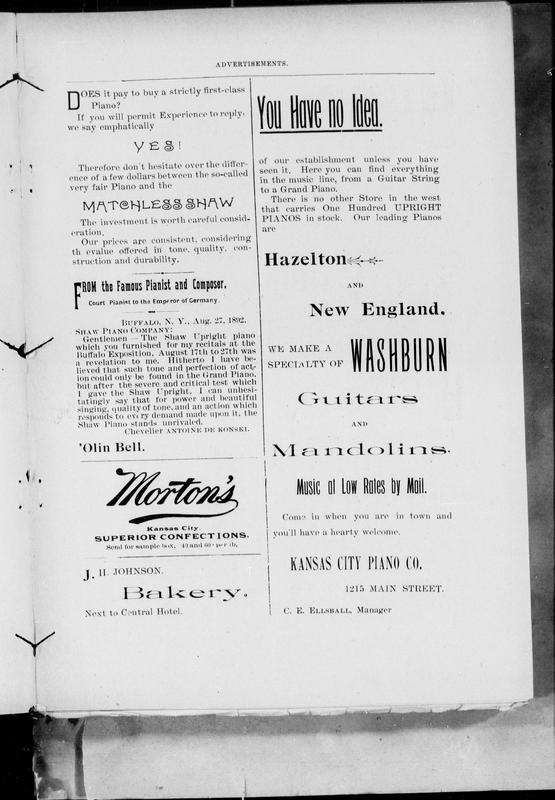 ADVERTISEMENTS.
DOES it pay to buy a strictly first-class
Piano?
If you will permit Experience to reply,
we say emphatically
YES!
Therefore don't hesitate over the differ-
ence of a few dollars between the so-called
very fair Piano and the
MATCHLESS SHAW
The investment is worth careful consid-
eration.
Our prices are consistent, considering
th evalue offered in tone, quality, con-
struction and durability.
FROM the Famous Pianist and Composer.
Court Pianist to the Emperor of Germany.
BUFFALO, N. Y., Aug. 27, 1892.
SHAW PIANO COMPANY:
Gentlemen—The Shaw Upright piano
which you furnished for my recitals at the
Buffalo Exposition, August 17th to 27th was
a revelation to me. Hitherto I have be-
lieved that such tone and perfection of act-
ion could only be found in the Grand Piano,
but after the severe and critical test which
I gave the Shaw Upright, I can unhesi-
tatingly say that for power and beautiful
singing, quality of tone, and an action which
responds to every demand made upon it, the
Shaw Piano stands unrivaled.
Chevelier ANTOINE DE KONSKI.
'Olin Bell.
Morton's
Kansas City.
SUPERIOR CONFECTIONS.
Send for sample box, 40 and 60c per lb,
J. H. JOHNSON.
Bakery.
Next to Central Hotel.
You Have no Idea.
of our establishment unless you have
seen it. Here you can find everything
in the music line, from a Guitar String
to a Grand Piano.
There is no other Store in the west
that carries One Hundred UPRIGHT
PIANOS in stock. Our leading Pianos
are
Hazelton
AND
New England.
WE MAKE A
SPECIALTY OF WASHBURN
Guitars
AND
Mandolins.
Music at Low Rates by Mail.
Come in when you are in town and
you'll have a hearty welcome.
KANSAS CITY PIANO CO.
1215 MAIN STREET.
C. E. ELLSBALL, Manager